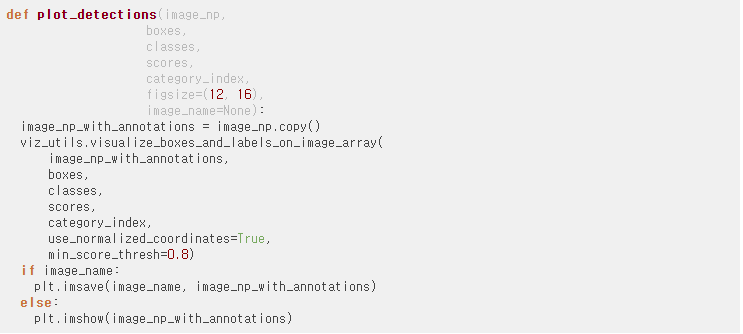 def plot_detections(image_np,
                    boxes,
                    classes,
                    scores,
                    category_index,
                    figsize=(12, 16),
                    image_name=None):
  image_np_with_annotations = image_np.copy()
  viz_utils.visualize_boxes_and_labels_on_image_array(
      image_np_with_annotations,
      boxes,
      classes,
      scores,
      category_index,
      use_normalized_coordinates=True,
      min_score_thresh=0.8)
  if image_name:
    plt.imsave(image_name, image_np_with_annotations)
  else:
    plt.imshow(image_np_with_annotations)